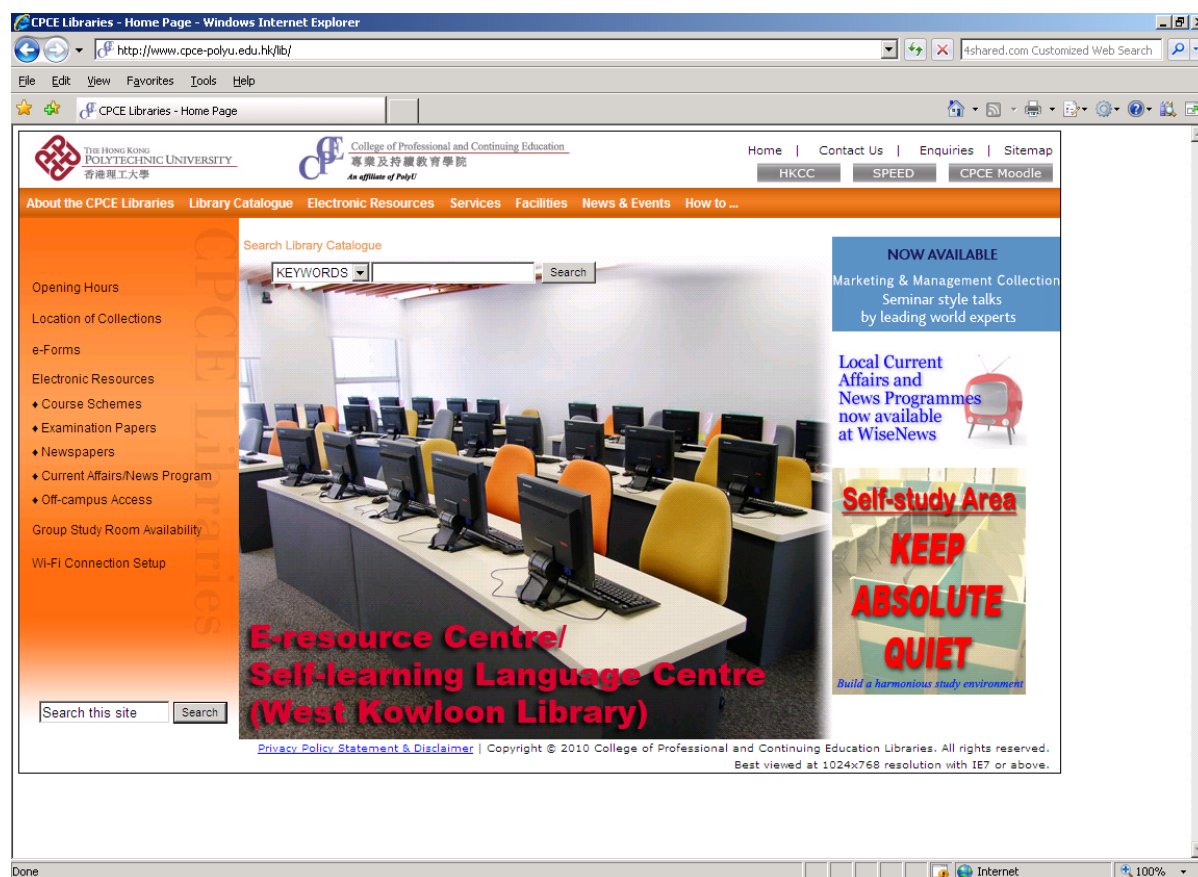 CPCE Libraries - Home Page - Windows Internet Explorer
http://www.cpce-polyu.edu.hk/lib/
4shared.com Customized Web Search
File Edit View Favorites Tools Help
CPCE Libraries - Home Page
THE HONG KONG
POLYTECHNIC UNIVERSITY
香港理工大學
CPCE
College of Professional and Continuing Education
專業及持續教育學院
An affiliate of PolyU
Home | Contact Us | Enquiries | Sitemap
HKCC SPEED CPCE Moodle
About the CPCE Libraries Library Catalogue Electronic Resources Services Facilities News & Events How to ...
CPCE Libraries
Opening Hours
Location of Collections
e-Forms
Electronic Resources
♦ Course Schemes
♦ Examination Papers
♦ Newspapers
♦ Current Affairs/News Program
♦ Off-campus Access
Group Study Room Availability
Wi-Fi Connection Setup
Search this site Search
Search Library Catalogue
KEYWORDS Search
E-resource Centre/
Self-learning Language Centre
(West Kowloon Library)
NOW AVAILABLE
Marketing & Management Collection
Seminar style talks
by leading world experts
Local Current
Affairs and
News Programmes
now available
at WiseNews
Self-study Area
KEEP
ABSOLUTE
QUIET
Build a harmonious study environment
Privacy Policy Statement & Disclaimer | Copyright © 2010 College of Professional and Continuing Education Libraries. All rights reserved.
Best viewed at 1024x768 resolution with IE7 or above.
Done
Internet
100%